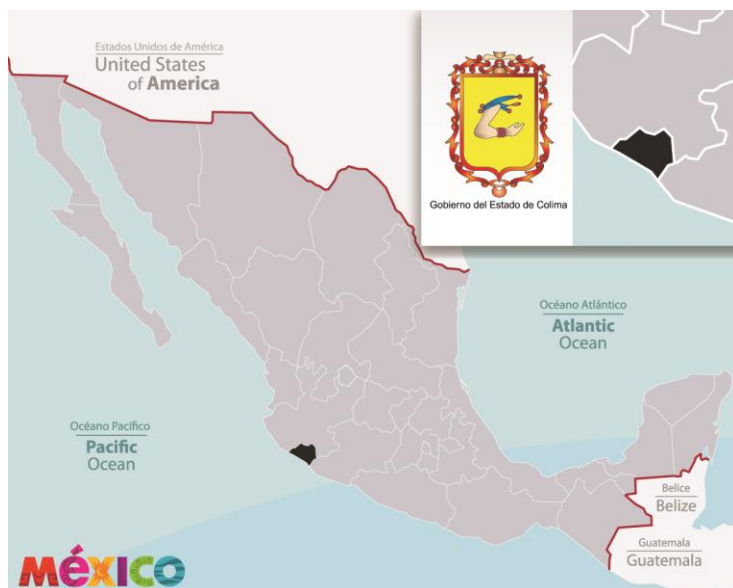 Estados Unidos de América
United States
of America
Gobierno del Estado de Colima
Océano Atlántico
Atlantic
Ocean
Océano Pacífico
Pacific
Ocean
Belice
Belize
Guatemala
Guatemala
MéXICO